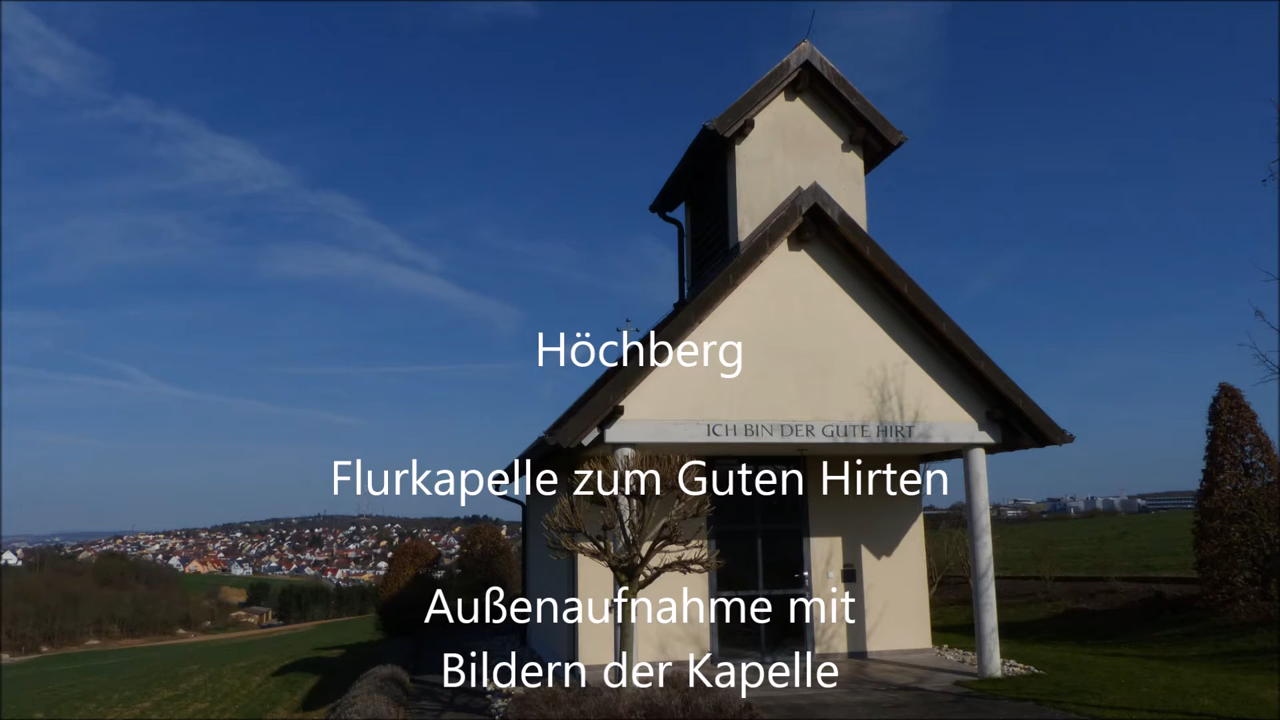 Höchberg
ICH BIN DER GUTE HIRT
Flurkapelle zum Guten Hirten
Außenaufnahme mit
Bildern der Kapelle